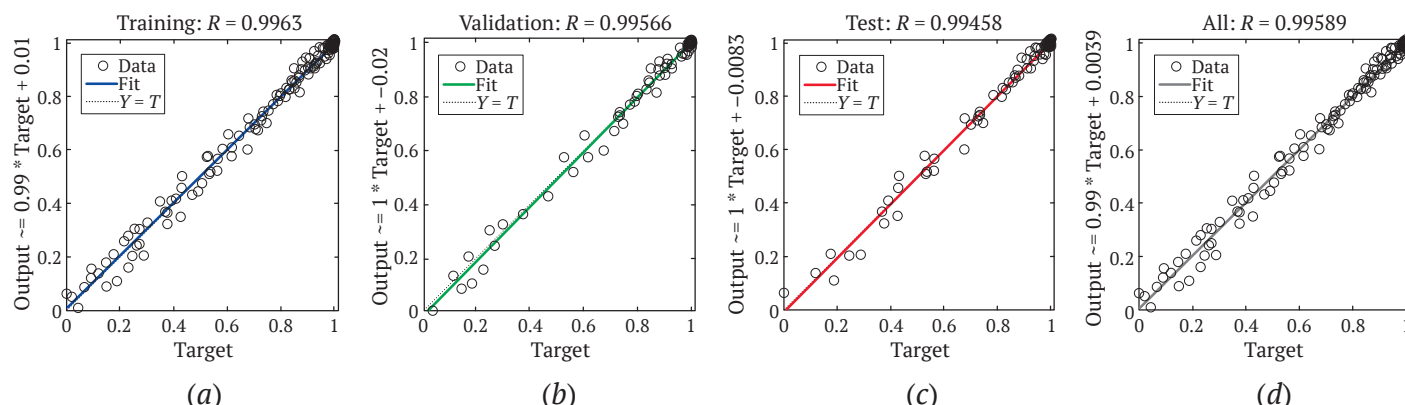 Training: R = 0.9963
Output ~= 0.99 * Target + 0.01
1
0.8
0.6
0.4
0.2
0
Data
Fit
Y = T
0 0.2 0.4 0.6 0.8 1
Target
(a)
Validation: R = 0.99566
Output ~= 1 * Target + −0.02
1
0.8
0.6
0.4
0.2
0
Data
Fit
Y = T
0 0.2 0.4 0.6 0.8 1
Target
(b)
Test: R = 0.99458
Output ~= 1 * Target + −0.0083
1
0.8
0.6
0.4
0.2
0
Data
Fit
Y = T
0 0.2 0.4 0.6 0.8 1
Target
(c)
All: R = 0.99589
Output ~= 0.99 * Target + 0.0039
1
0.8
0.6
0.4
0.2
0
Data
Fit
Y = T
0 0.2 0.4 0.6 0.8 1
Target
(d)